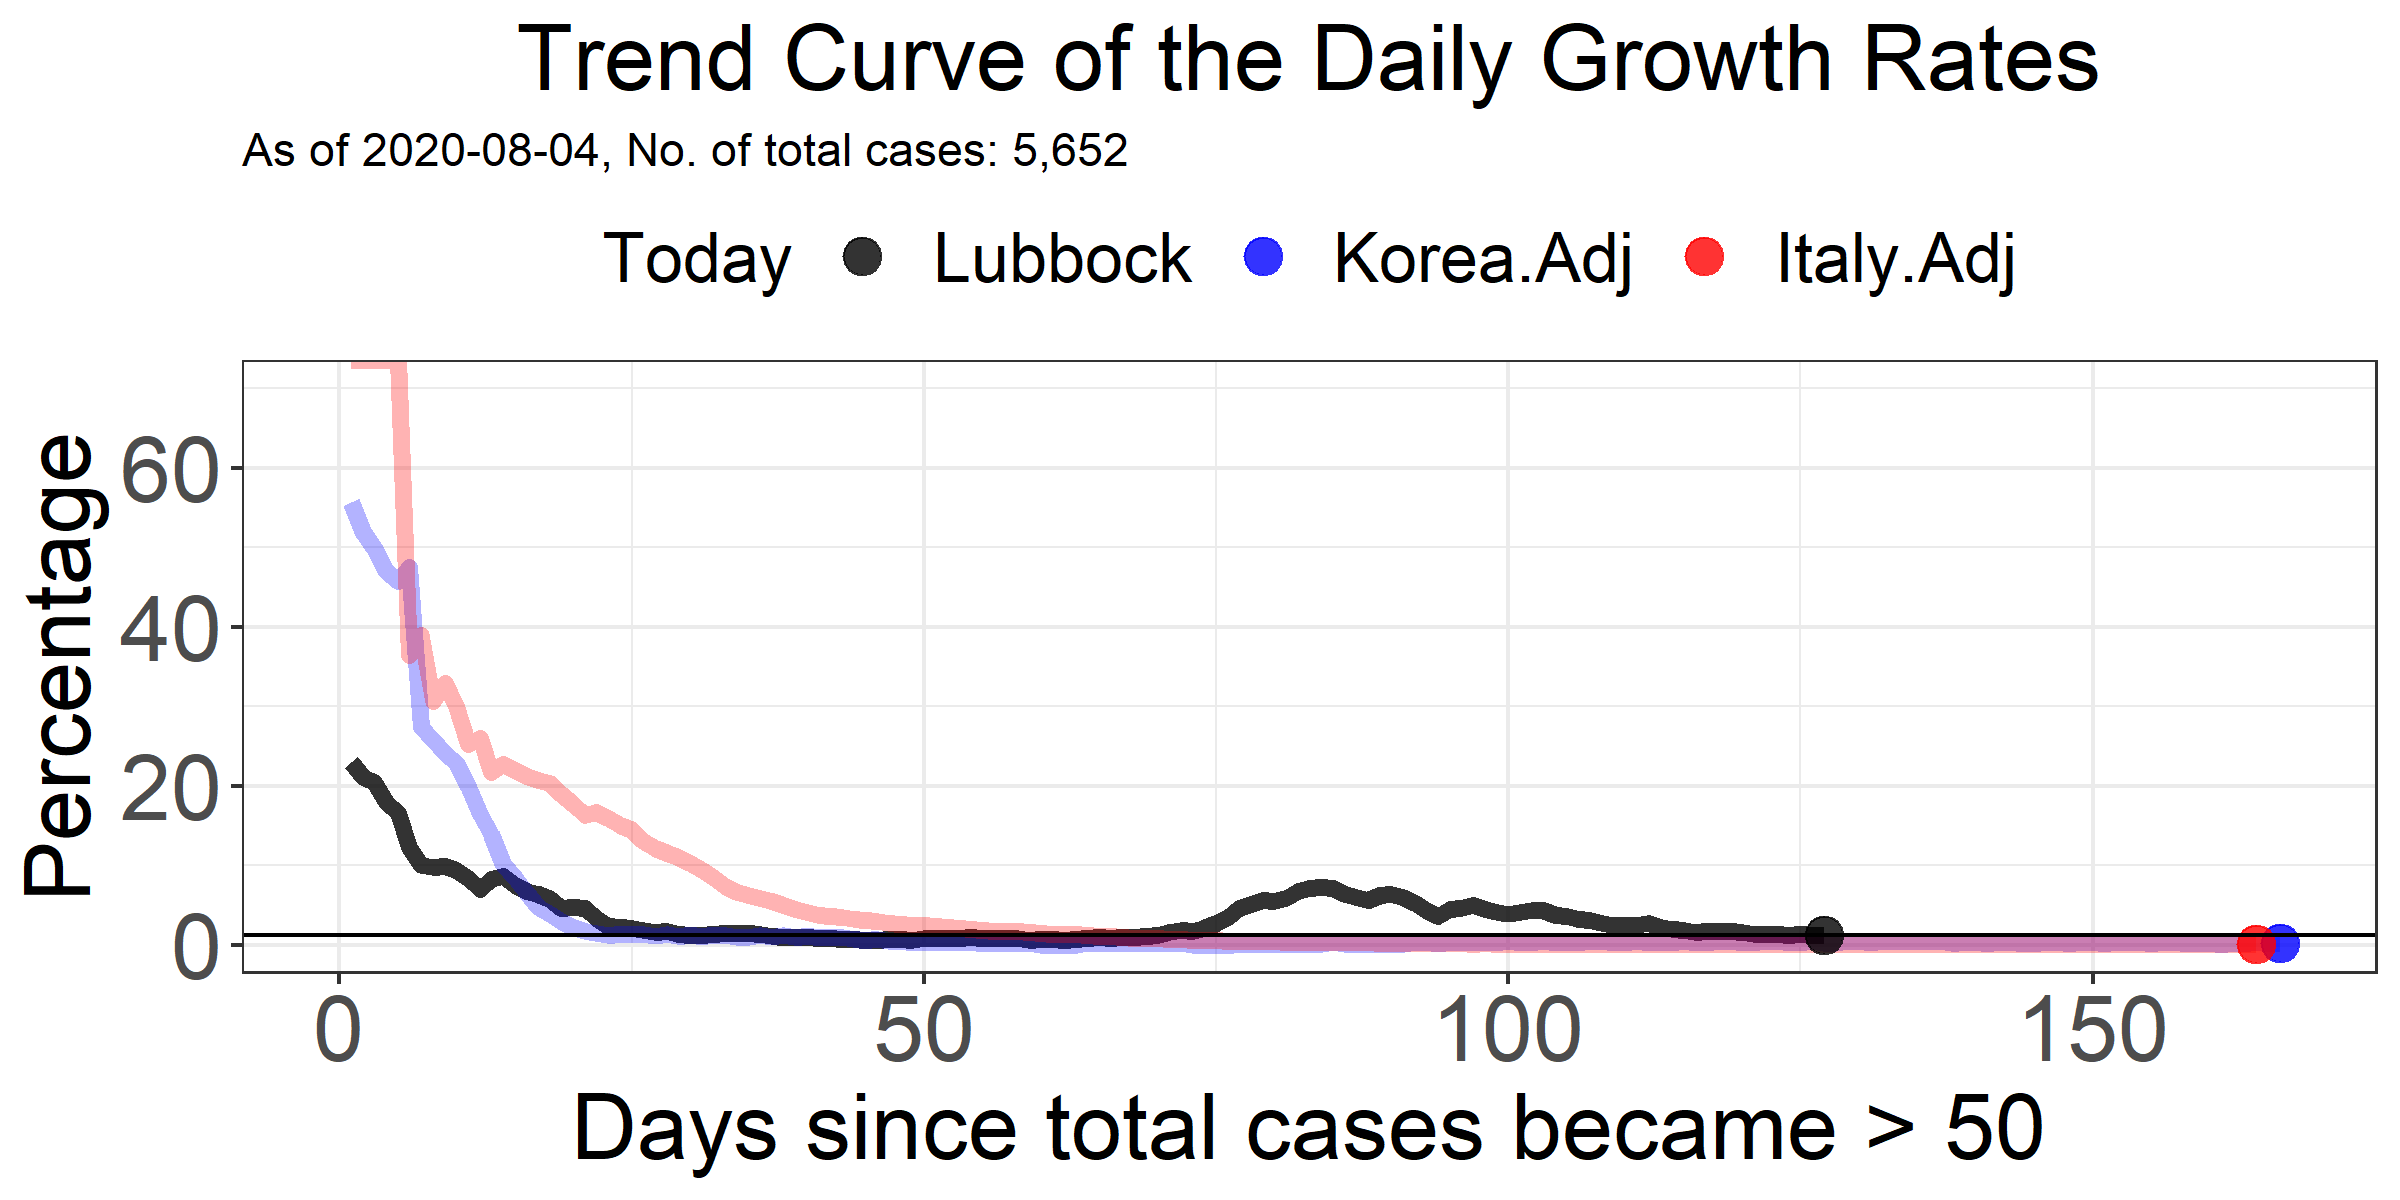 Trend Curve of the Daily Growth Rates
As of 2020-08-04, No. of total cases: 5,652
Today Lubbock Korea.Adj Italy.Adj
Percentage
60
40
20
0
0 50 100 150
Days since total cases became > 50